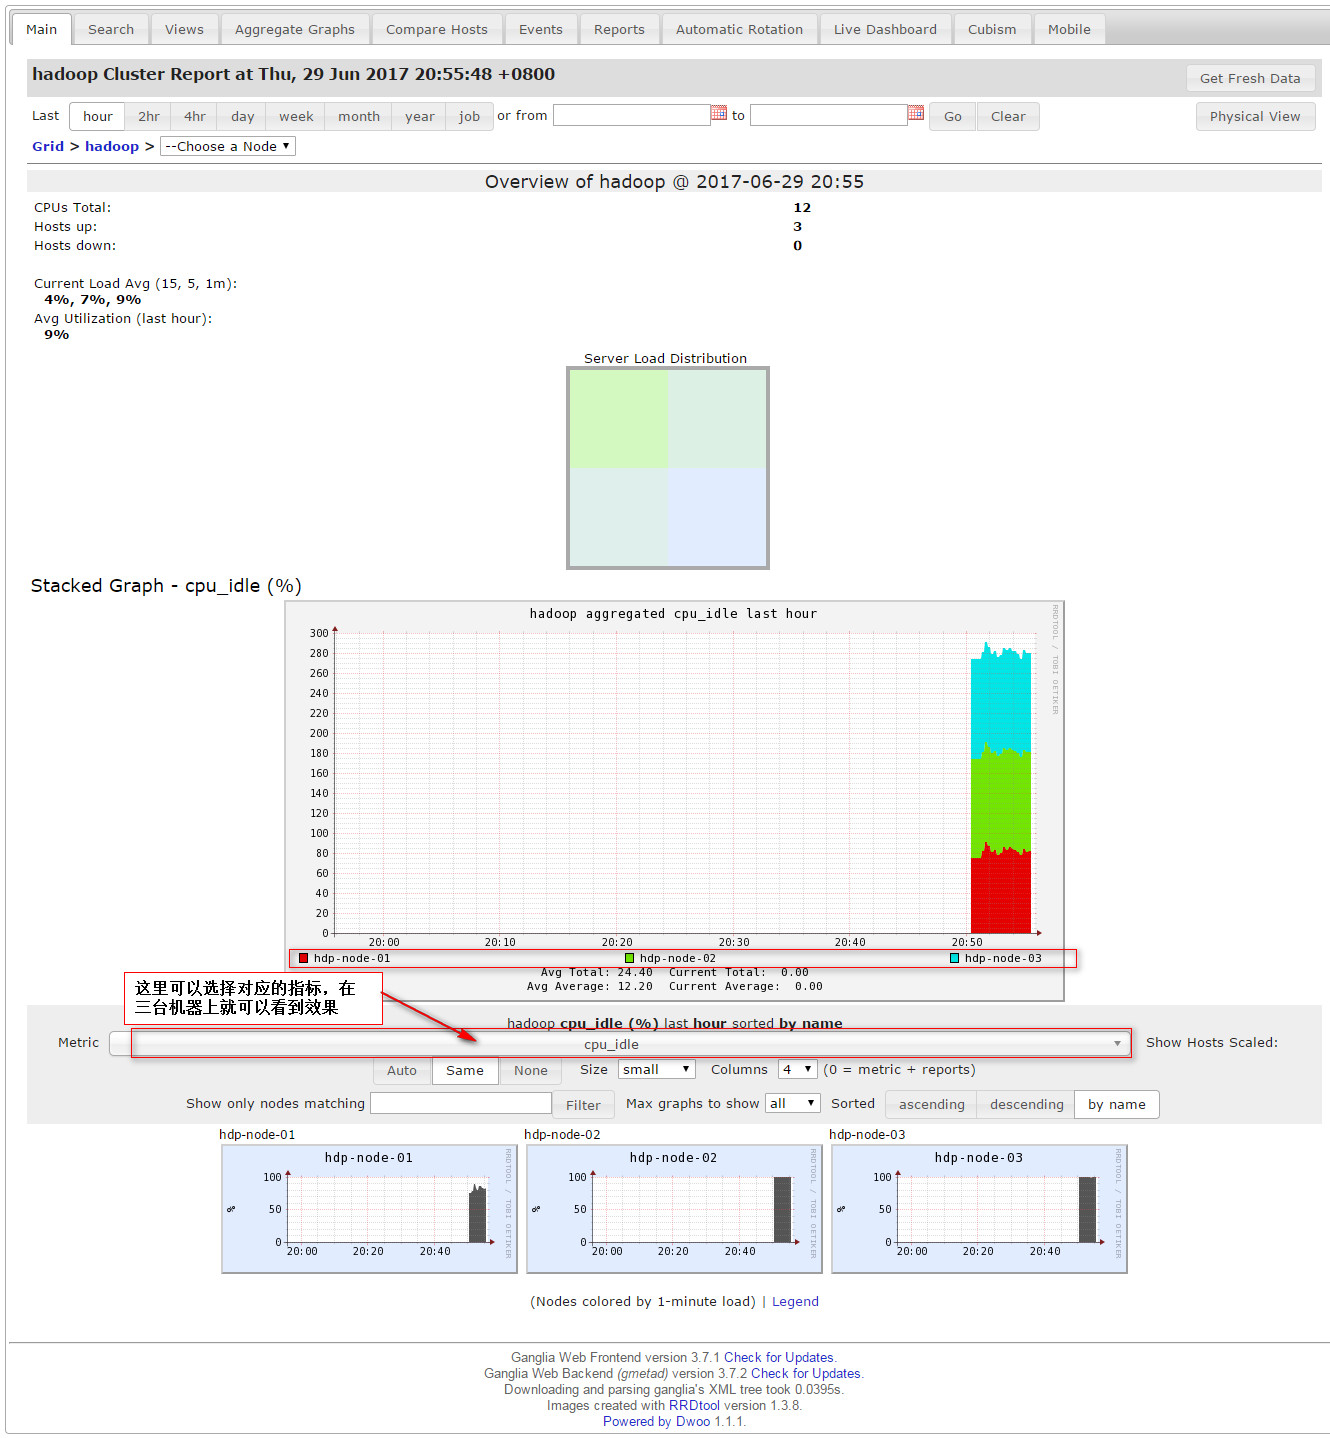 Main Search Views Aggregate Graphs Compare Hosts Events Reports Automatic Rotation Live Dashboard Cubism Mobile
hadoop Cluster Report at Thu, 29 Jun 2017 20:55:48 +0800
Get Fresh Data
Last hour 2hr 4hr day week month year job or from to Go Clear Physical View
Grid > hadoop > --Choose a Node
Overview of hadoop @ 2017-06-29 20:55
CPUs Total: 12
Hosts up: 3
Hosts down: 0
Current Load Avg (15, 5, 1m):
4%, 7%, 9%
Avg Utilization (last hour):
9%
Server Load Distribution
Stacked Graph - cpu_idle (%)
hadoop aggregated cpu_idle last hour
RRDTOOL / TOBI OETIKER
300
280
260
240
220
200
180
160
140
120
100
80
60
40
20
0
20:00 20:10 20:20 20:30 20:40 20:50
hdp-node-01 hdp-node-02 hdp-node-03
Avg Total: 24.40 Current Total: 0.00
Avg Average: 12.20 Current Average: 0.00
这里可以选择对应的指标，在
三台机器上就可以看到效果
hadoop cpu_idle (%) last hour sorted by name
Metric cpu_idle Show Hosts Scaled:
Auto Same None Size small Columns 4 (0 = metric + reports)
Show only nodes matching Filter Max graphs to show all Sorted ascending descending by name
hdp-node-01 hdp-node-02 hdp-node-03
hdp-node-01
RRDTOOL / TOBI OETIKER
%
100
50
0
20:00 20:20 20:40
hdp-node-02
RRDTOOL / TOBI OETIKER
%
100
50
0
20:00 20:20 20:40
hdp-node-03
RRDTOOL / TOBI OETIKER
%
100
50
0
20:00 20:20 20:40
(Nodes colored by 1-minute load) | Legend
Ganglia Web Frontend version 3.7.1 Check for Updates.
Ganglia Web Backend (gmetad) version 3.7.2 Check for Updates.
Downloading and parsing ganglia's XML tree took 0.0395s.
Images created with RRDtool version 1.3.8.
Powered by Dwoo 1.1.1.